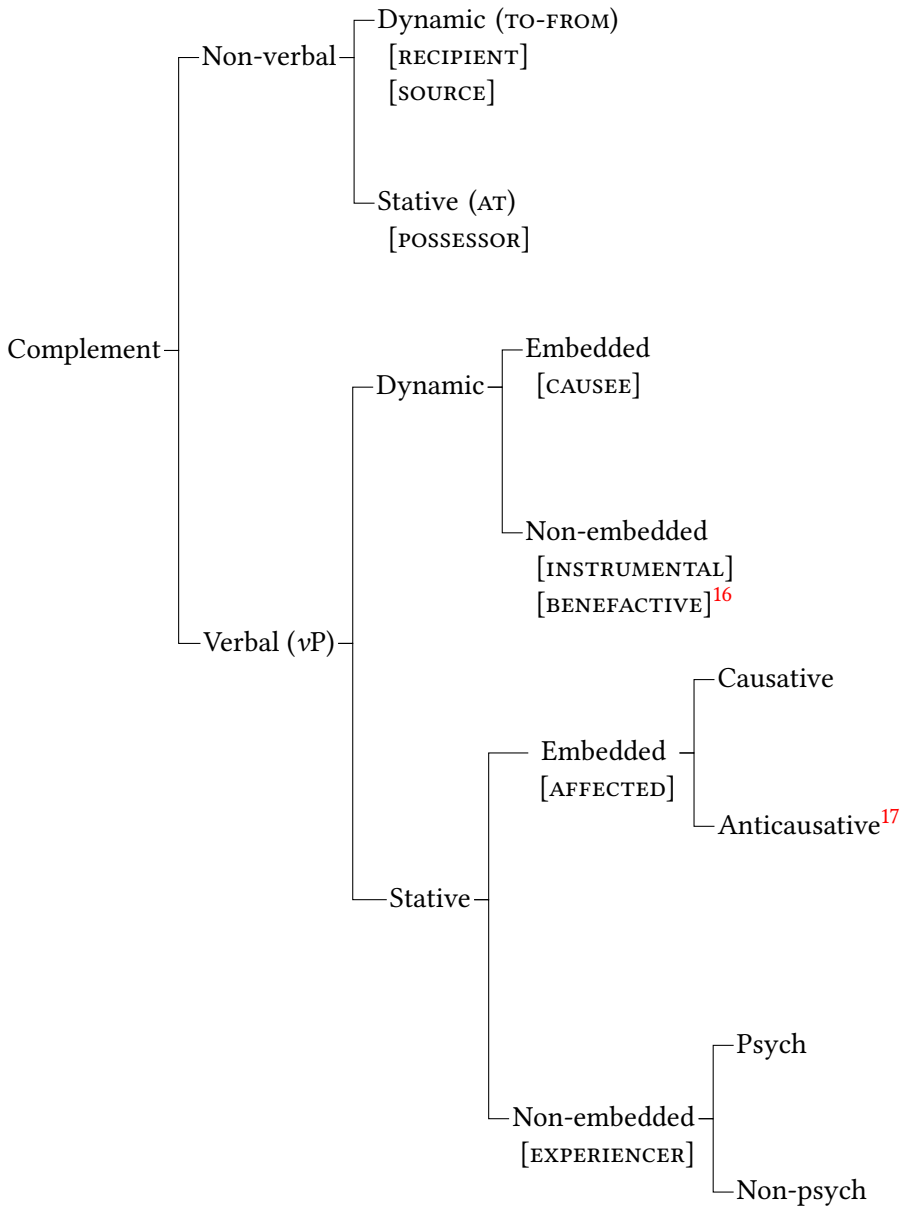 Dynamic (TO-FROM)
Non-verbal
[RECIPIENT]
[SOURCE]
Stative (AT)
[POSSESSOR]
Complement
Embedded
Dynamic
[CAUSEE]
Non-embedded
[INSTRUMENTAL]
[BENEFACTIVE]16
Verbal (vP)
Causative
Embedded
[AFFECTED]
Anticausative17
Stative
Psych
Non-embedded
[EXPERIENCER]
Non-psych